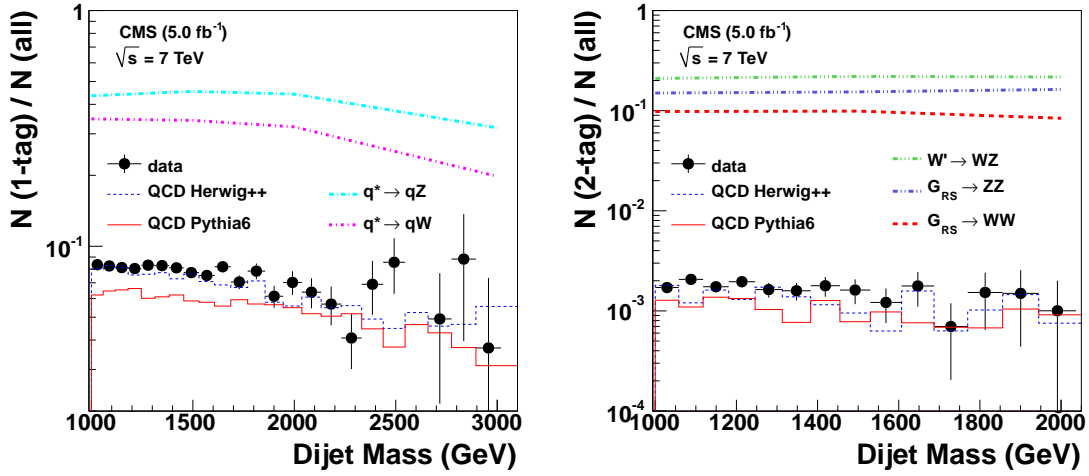 1
CMS (5.0 fb⁻¹)
√s = 7 TeV
N (1-tag) / N (all)
data
QCD Herwig++
QCD Pythia6
q* → qZ
q* → qW
10⁻¹
1000 1500 2000 2500 3000
Dijet Mass (GeV)
1
CMS (5.0 fb⁻¹)
√s = 7 TeV
N (2-tag) / N (all)
10⁻¹
data
QCD Herwig++
QCD Pythia6
W' → WZ
G_RS → ZZ
G_RS → WW
10⁻²
10⁻³
10⁻⁴
1000 1200 1400 1600 1800 2000
Dijet Mass (GeV)